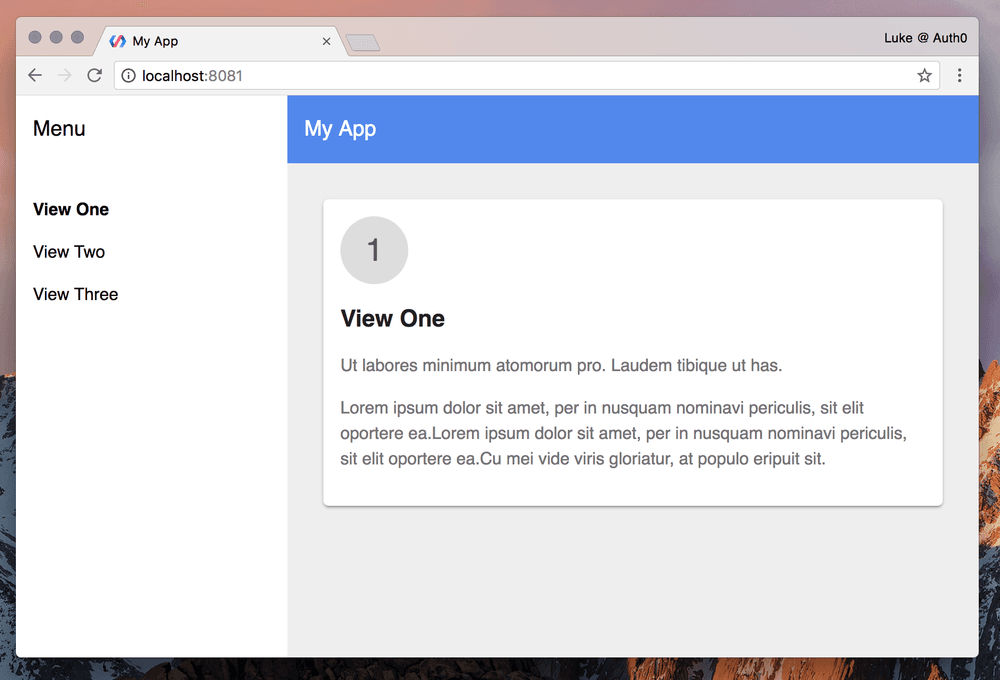 My App
Luke @ Auth0
localhost:8081
Menu
My App
View One
View Two
View Three
1
View One
Ut labores minimum atomorum pro. Laudem tibique ut has.
Lorem ipsum dolor sit amet, per in nusquam nominavi periculis, sit elit
oportere ea.Lorem ipsum dolor sit amet, per in nusquam nominavi periculis,
sit elit oportere ea.Cu mei vide viris gloriatur, at populo eripuit sit.